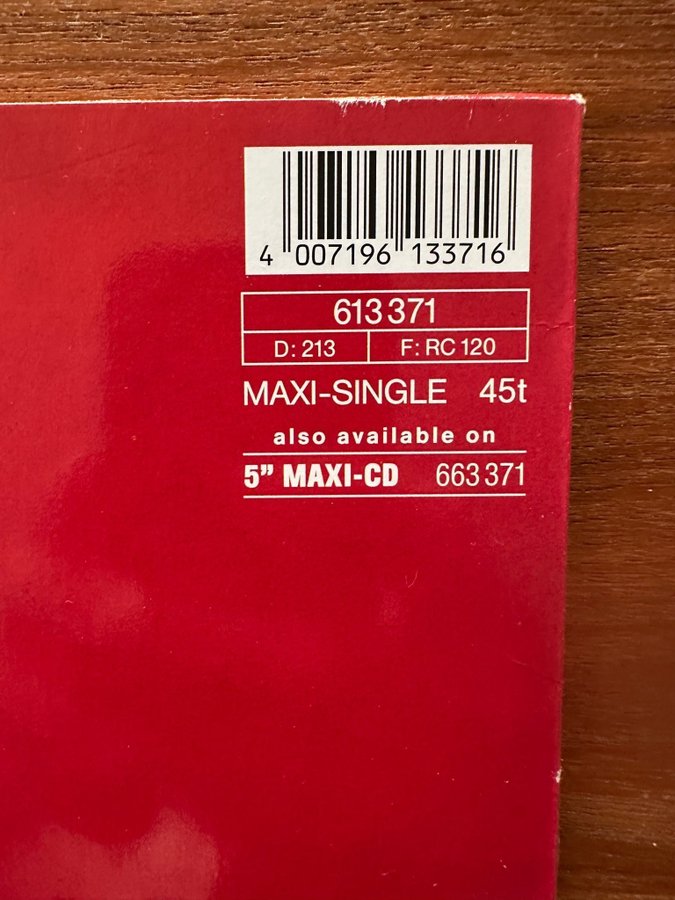 4 007196 133716
613 371
D: 213 F: RC 120
MAXI-SINGLE 45t
also available on
5” MAXI-CD 663 371